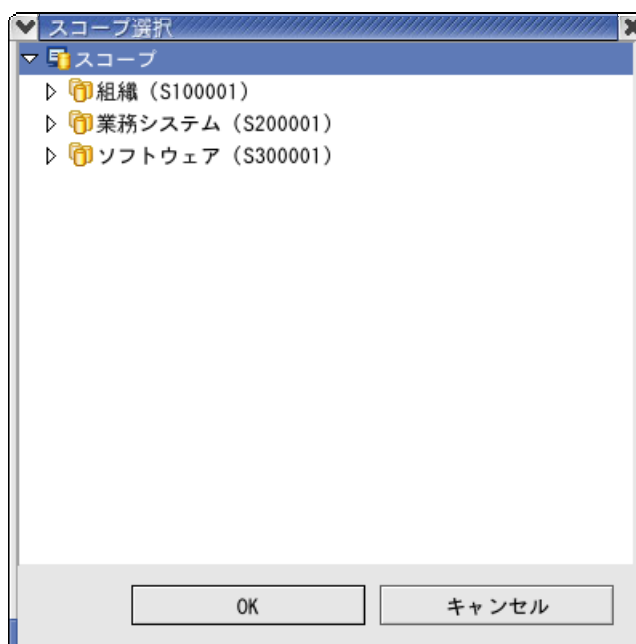 スコープ選択
スコープ
組織（S100001）
業務システム（S200001）
ソフトウェア（S300001）
OK キャンセル